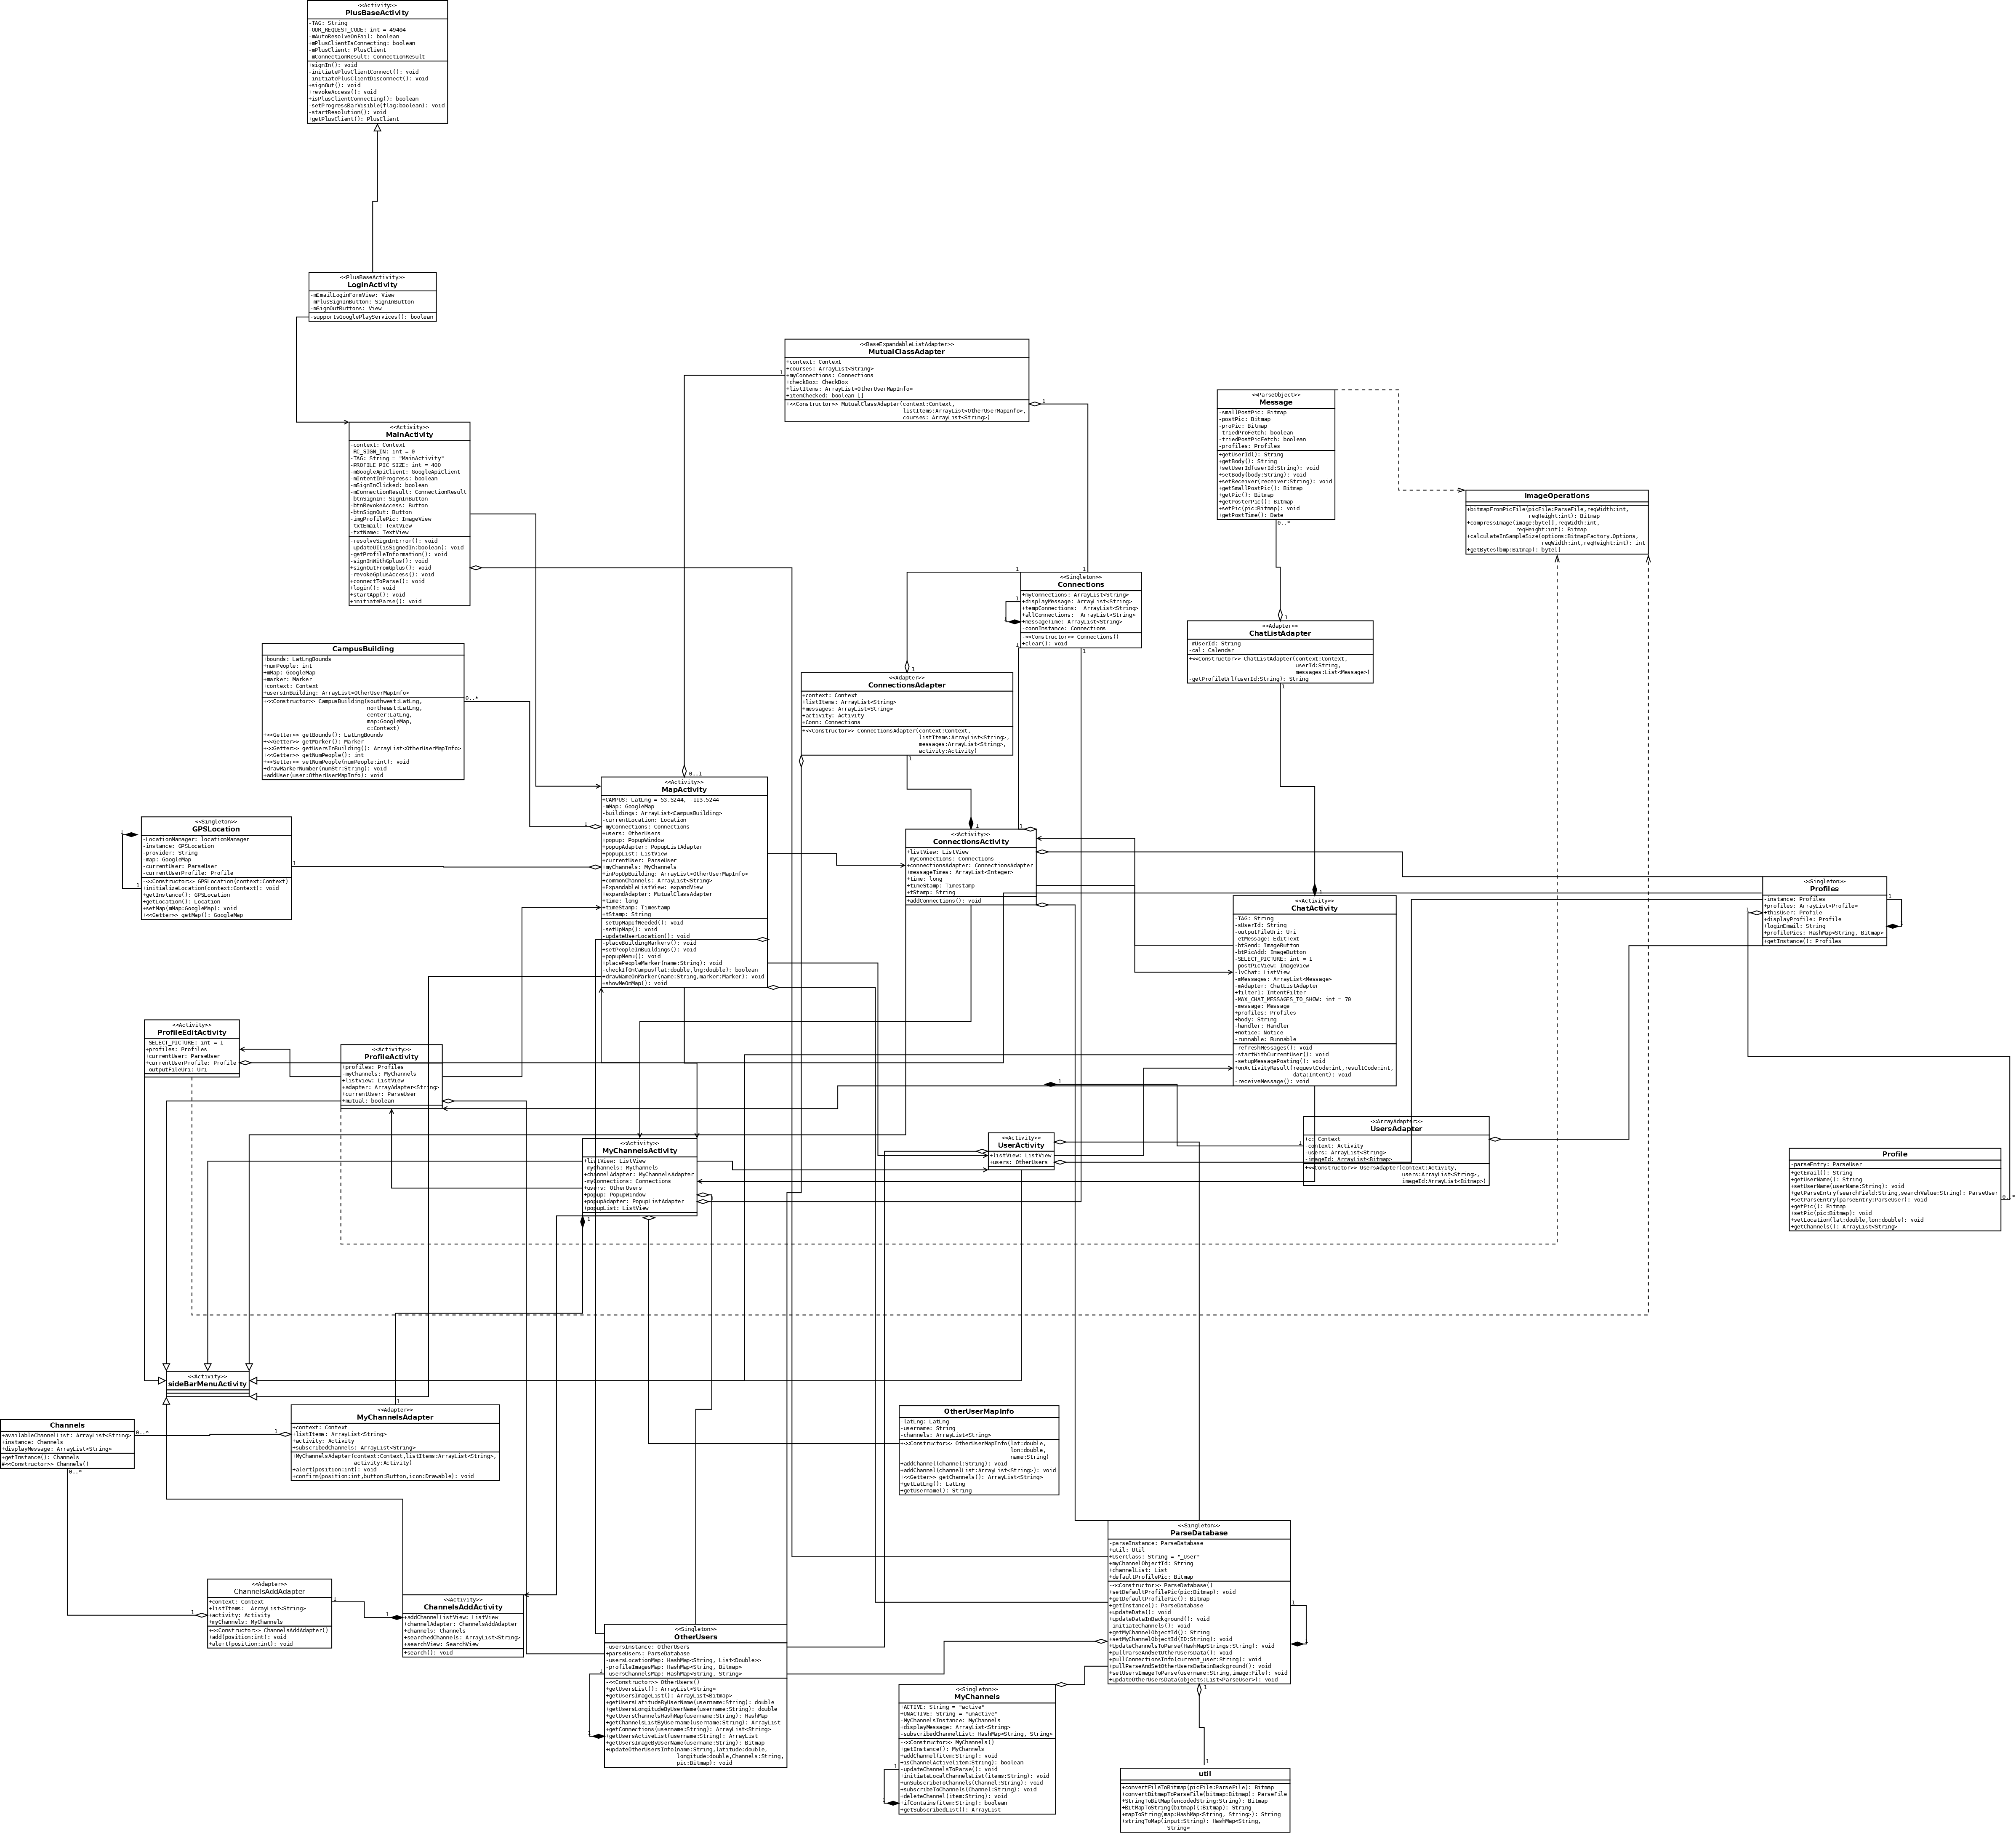 <<Activity>>
PlusBaseActivity
-TAG: String
-OUR_REQUEST_CODE: int = 49404
-mAutoResolveOnFail: boolean
+mPlusClientIsConnecting: boolean
-mPlusClient: PlusClient
-mConnectionResult: ConnectionResult
+signIn(): void
-initiatePlusClientConnect(): void
-initiatePlusClientDisconnect(): void
+signOut(): void
+revokeAccess(): void
+isPlusClientConnecting(): boolean
-setProgressBarVisible(flag:boolean): void
-startResolution(): void
+getPlusClient(): PlusClient
<<PlusBaseActivity>>
LoginActivity
-mEmailLoginFormView: View
-mPlusSignInButton: SignInButton
-mSignOutButtons: View
-supportsGooglePlayServices(): boolean
<<BaseExpandableListAdapter>>
MutualClassAdapter
+context: Context
+courses: ArrayList<String>
+myConnections: Connections
+checkBox: CheckBox
+listItems: ArrayList<OtherUserMapInfo>
+itemChecked: boolean []
+<<Constructor>> MutualClassAdapter(context:Context,
listItems:ArrayList<OtherUserMapInfo>,
courses: ArrayList<String>)
1
1
<<ParseObject>>
Message
-smallPostPic: Bitmap
-postPic: Bitmap
-proPic: Bitmap
-triedProFetch: boolean
-triedPostPicFetch: boolean
-profiles: Profiles
+getUserId(): String
+getBody(): String
+setUserId(userId:String): void
+setBody(body:String): void
+setReceiver(receiver:String): void
+getSmallPostPic(): Bitmap
+getPic(): Bitmap
+getPosterPic(): Bitmap
+setPic(pic:Bitmap): void
+getPostTime(): Date
0..*
<<Activity>>
MainActivity
-context: Context
-RC_SIGN_IN: int = 0
-TAG: String = "MainActivity"
-PROFILE_PIC_SIZE: int = 400
-mGoogleApiClient: GoogleApiClient
-mIntentInProgress: boolean
-mSignInClicked: boolean
-mConnectionResult: ConnectionResult
-btnSignIn: SignInButton
-btnRevokeAccess: Button
-btnSignOut: Button
-imgProfilePic: ImageView
-txtEmail: TextView
-txtName: TextView
-resolveSignInError(): void
-updateUI(isSignedIn:boolean): void
-getProfileInformation(): void
-signInWithGplus(): void
+signOutFromGplus(): void
-revokeGplusAccess(): void
+connectToParse(): void
+login(): void
+startApp(): void
+initiateParse(): void
ImageOperations
+bitmapFromPicFile(picFile:ParseFile,reqWidth:int,
reqHeight:int): Bitmap
+compressImage(image:byte[],reqWidth:int,
reqHeight:int): Bitmap
+calculateInSampleSize(options:BitmapFactory.Options,
reqWidth:int,reqHeight:int): int
+getBytes(bmp:Bitmap): byte[]
<<Singleton>>
Connections
+myConnections: ArrayList<String>
+displayMessage: ArrayList<String>
+tempConnections:  ArrayList<String>
+allConnections:  ArrayList<String>
+messageTime: ArrayList<String>
-connInstance: Connections
-<<Constructor>> Connections()
+clear(): void
1
1
1
1
1
<<Adapter>>
ChatListAdapter
-mUserId: String
-cal: Calendar
+<<Constructor>> ChatListAdapter(context:Context,
userId:String,
messages:List<Message>)
-getProfileUrl(userId:String): String
1
1
CampusBuilding
+bounds: LatLngBounds
+numPeople: int
+mMap: GoogleMap
+marker: Marker
+context: Context
+usersInBuilding: ArrayList<OtherUserMapInfo>
+<<Constructor>> CampusBuilding(southwest:LatLng,
northeast:LatLng,
center:LatLng,
map:GoogleMap,
c:Context)
+<<Getter>> getBounds(): LatLngBounds
+<<Getter>> getMarker(): Marker
+<<Getter>> getUsersInBuilding(): ArrayList<OtherUserMapInfo>
+<<Getter>> getNumPeople(): int
+<<Setter>> setNumPeople(numPeople:int): void
+drawMarkerNumber(numStr:String): void
+addUser(user:OtherUserMapInfo): void
0..*
<<Adapter>>
ConnectionsAdapter
+context: Context
+listItems: ArrayList<String>
+messages: ArrayList<String>
+activity: Activity
+Conn: Connections
+<<Constructor>> ConnectionsAdapter(context:Context,
listItems:ArrayList<String>,
messages:ArrayList<String>,
activity:Activity)
1
1
0..1
<<Activity>>
MapActivity
+CAMPUS: LatLng = 53.5244, -113.5244
-mMap: GoogleMap
-buildings: ArrayList<CampusBuilding>
-currentLocation: Location
-myConnections: Connections
+users: OtherUsers
+popup: PopupWindow
+popupAdapter: PopupListAdapter
+popupList: ListView
+currentUser: ParseUser
+myChannels: MyChannels
+inPopUpBuilding: ArrayList<OtherUserMapInfo>
+commonChannels: ArrayList<String>
+ExpandableListView: expandView
+expandAdapter: MutualClassAdapter
+time: long
+timeStamp: Timestamp
+tStamp: String
-setUpMapIfNeeded(): void
-setUpMap(): void
-updateUserLocation(): void
-placeBuildingMarkers(): void
+setPeopleInBuildings(): void
+popupMenu(): void
+placePeopleMarker(name:String): void
-checkIfOnCampus(lat:double,lng:double): boolean
+drawNameOnMarker(name:String,marker:Marker): void
+showMeOnMap(): void
1
<<Singleton>>
GPSLocation
-LocationManager: locationManager
-instance: GPSLocation
-provider: String
-map: GoogleMap
-currentUser: ParseUser
-currentUserProfile: Profile
-<<Constructor>> GPSLocation(context:Context)
+initializeLocation(context:Context): void
+getInstance(): GPSLocation
+getLocation(): Location
+setMap(mMap:GoogleMap): void
+<<Getter>> getMap(): GoogleMap
1
1
1
<<Activity>>
ConnectionsActivity
+listView: ListView
-myConnections: Connections
+connectionsAdapter: ConnectionsAdapter
+messageTimes: ArrayList<Integer>
+time: long
+timeStamp: Timestamp
+tStamp: String
+addConnections(): void
1
1
<<Activity>>
ChatActivity
-TAG: String
-sUserId: String
-outputFileUri: Uri
-etMessage: EditText
-btSend: ImageButton
-btPicAdd: ImageButton
-SELECT_PICTURE: int = 1
-postPicView: ImageView
-lvChat: ListView
-mMessages: ArrayList<Message>
-mAdapter: ChatListAdapter
+filter1: IntentFilter
-MAX_CHAT_MESSAGES_TO_SHOW: int = 70
-message: Message
+profiles: Profiles
+body: String
-handler: Handler
+notice: Notice
-runnable: Runnable
-refreshMessages(): void
-startWithCurrentUser(): void
-setupMessagePosting(): void
+onActivityResult(requestCode:int,resultCode:int,
data:Intent): void
-receiveMessage(): void
1
<<Singleton>>
Profiles
-instance: Profiles
+profiles: ArrayList<Profile>
+thisUser: Profile
+displayProfile: Profile
+loginEmail: String
+profilePics: HashMap<String, Bitmap>
+getInstance(): Profiles
1
1
1
<<Activity>>
ProfileEditActivity
-SELECT_PICTURE: int = 1
+profiles: Profiles
+currentUser: ParseUser
+currentUserProfile: Profile
-outputFileUri: Uri
<<Activity>>
ProfileActivity
+profiles: Profiles
-myChannels: MyChannels
+listview: ListView
+adapter: ArrayAdapter<String>
+currentUser: ParseUser
+mutual: boolean
<<Activity>>
MyChannelsActivity
+listView: ListView
-myChannels: MyChannels
+channelAdapter: MyChannelsAdapter
-myConnections: Connections
+users: OtherUsers
+popup: PopupWindow
+popupAdapter: PopupListAdapter
+popupList: ListView
1
<<Activity>>
UserActivity
+listView: ListView
+users: OtherUsers
1
<<ArrayAdapter>>
UsersAdapter
+c: Context
-context: Activity
-users: ArrayList<String>
-imageId: ArrayList<Bitmap>
+<<Constructor>> UsersAdapter(context:Activity,
users:ArrayList<String>,
imageId:ArrayList<Bitmap>)
1
Profile
-parseEntry: ParseUser
+getEmail(): String
+getUserName(): String
+setUserName(userName:String): void
+getParseEntry(searchField:String,searchValue:String): ParseUser
+setParseEntry(parseEntry:ParseUser): void
+getPic(): Bitmap
+setPic(pic:Bitmap): void
+setLocation(lat:double,lon:double): void
+getChannels(): ArrayList<String>
0..*
<<Activity>>
sideBarMenuActivity
Channels
+availableChannelList: ArrayList<String>
+instance: Channels
+displayMessage: ArrayList<String>
+getInstance(): Channels
#<<Constructor>> Channels()
0..*
0..*
<<Adapter>>
MyChannelsAdapter
+context: Context
+listItems: ArrayList<String>
+activity: Activity
+subscribedChannels: ArrayList<String>
+MyChannelsAdapter(context:Context,listItems:ArrayList<String>,
activity:Activity)
+alert(position:int): void
+confirm(position:int,button:Button,icon:Drawable): void
1
1
OtherUserMapInfo
-latLng: LatLng
-username: String
-channels: ArrayList<String>
+<<Constructor>> OtherUserMapInfo(lat:double,
lon:double,
name:String)
+addChannel(channel:String): void
+addChannel(channelList:ArrayList<String>): void
+<<Getter>> getChannels(): ArrayList<String>
+getLatLng(): LatLng
+getUsername(): String
<<Singleton>>
ParseDatabase
-parseInstance: ParseDatabase
+util: Util
+UserClass: String = "_User"
+myChannelObjectId: String
+channelList: List
+defaultProfilePic: Bitmap
-<<Constructor>> ParseDatabase()
+setDefaultProfilePic(pic:Bitmap): void
+getDefaultProfilePic(): Bitmap
+getInstance(): ParseDatabase
+updateData(): void
+updateDataInBackground(): void
-initiateChannels(): void
+getMyChannelObjectId(): String
+setMyChannelObjectId(ID:String): void
+UpdateChannelsToParse(HashMapStrings:String): void
+pullParseAndSetOtherUsersData(): void
+pullConnectionsInfo(current_user:String): void
+pullParseAndSetOtherUsersDatainBackground(): void
+setUsersImageToParse(username:String,image:File): void
+updateOtherUsersData(objects:List<ParseUser>): void
1
1
<<Adapter>>
ChannelsAddAdapter
+context: Context
+listItems:  ArrayList<String>
+activity: Activity
+myChannels: MyChannels
+<<Constructor>> ChannelsAddAdapter()
+add(position:int): void
+alert(position:int): void
1
1
<<Activity>>
ChannelsAddActivity
+addChannelListView: ListView
+channelAdapter: ChannelsAddAdapter
+channels: Channels
+searchedChannels: ArrayList<String>
+searchView: SearchView
+search(): void
1
<<Singleton>>
OtherUsers
-usersInstance: OtherUsers
+parseUsers: ParseDatabase
-usersLocationMap: HashMap<String, List<Double>>
-profileImagesMap: HashMap<String, Bitmap>
-usersChannelsMap: HashMap<String, String>
-<<Constructor>> OtherUsers()
+getUsersList(): ArrayList<String>
+getUsersImageList(): ArrayList<Bitmap>
+getUsersLatitudeByUserName(username:String): double
+getUsersLongitudeByUserName(username:String): double
+getUsersChannelsHashMap(username:String): HashMap
+getChannelsListByUsername(username:String): ArrayList
+getConnections(username:String): ArrayList<String>
+getUsersActiveList(username:String): ArrayList
+getUsersImageByUserName(username:String): Bitmap
+updateOtherUsersInfo(name:String,latitude:double,
longitude:double,Channels:String,
pic:Bitmap): void
1
<<Singleton>>
MyChannels
+ACTIVE: String = "active"
+UNACTIVE: String = "unActive"
-MyChannelsInstance: MyChannels
+displayMessage: ArrayList<String>
-subscribedChannelList: HashMap<String, String>
-<<Constructor>> MyChannels()
+getInstance(): MyChannels
+addChannel(item:String): void
+isChannelActive(item:String): boolean
-updateChannelsToParse(): void
+initiateLocalChannelsList(items:String): void
+unSubscribeToChannels(Channel:String): void
+subscribeToChannels(Channel:String): void
+deleteChannel(item:String): void
+ifContains(item:String): boolean
+getSubscribedList(): ArrayList
1
1
util
+convertFileToBitmap(picFile:ParseFile): Bitmap
+convertBitmapToParseFile(bitmap:Bitmap): ParseFile
+StringToBitMap(encodedString:String): Bitmap
+BitMapToString(bitmap)[:Bitmap): String
+mapToString(map:HashMap<String, String>): String
+stringToMap(input:String): HashMap<String,
String>